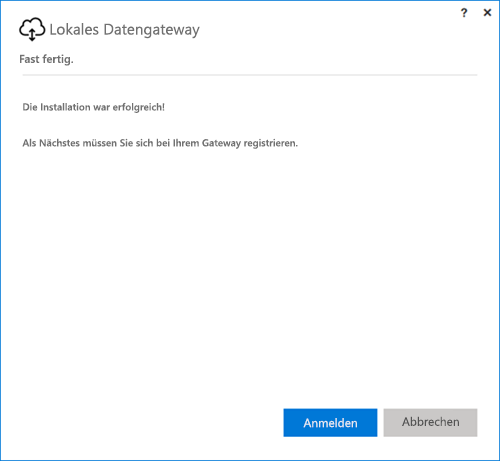 ? ×
Lokales Datengateway
Fast fertig.
Die Installation war erfolgreich!
Als Nächstes müssen Sie sich bei Ihrem Gateway registrieren.
Anmelden Abbrechen